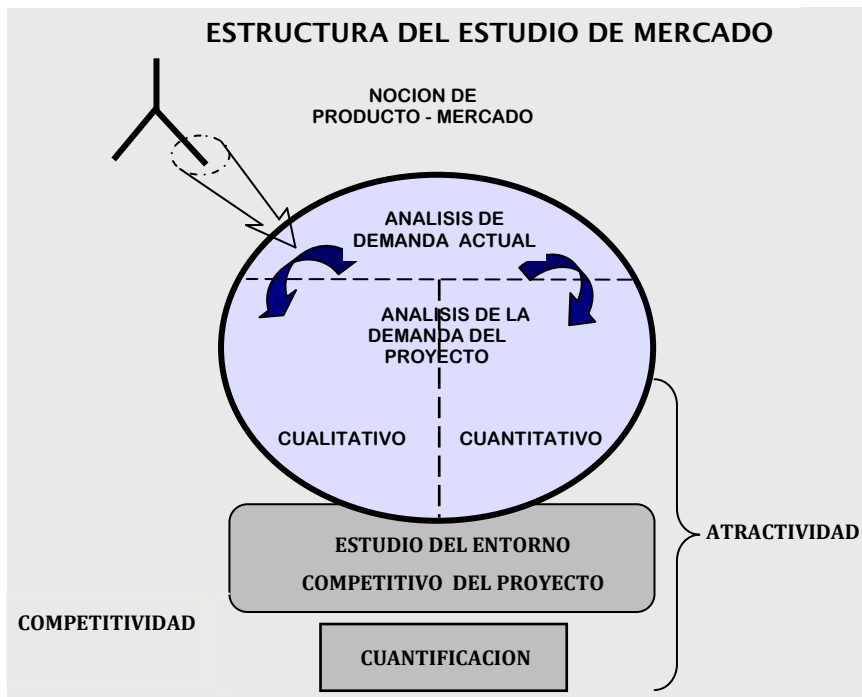 ESTRUCTURA DEL ESTUDIO DE MERCADO
NOCION DE
PRODUCTO - MERCADO
ANALISIS DE
DEMANDA ACTUAL
ANALISIS DE LA
DEMANDA DEL
PROYECTO
CUALITATIVO
CUANTITATIVO
ESTUDIO DEL ENTORNO
COMPETITIVO DEL PROYECTO
ATRACTIVIDAD
COMPETITIVIDAD
CUANTIFICACION